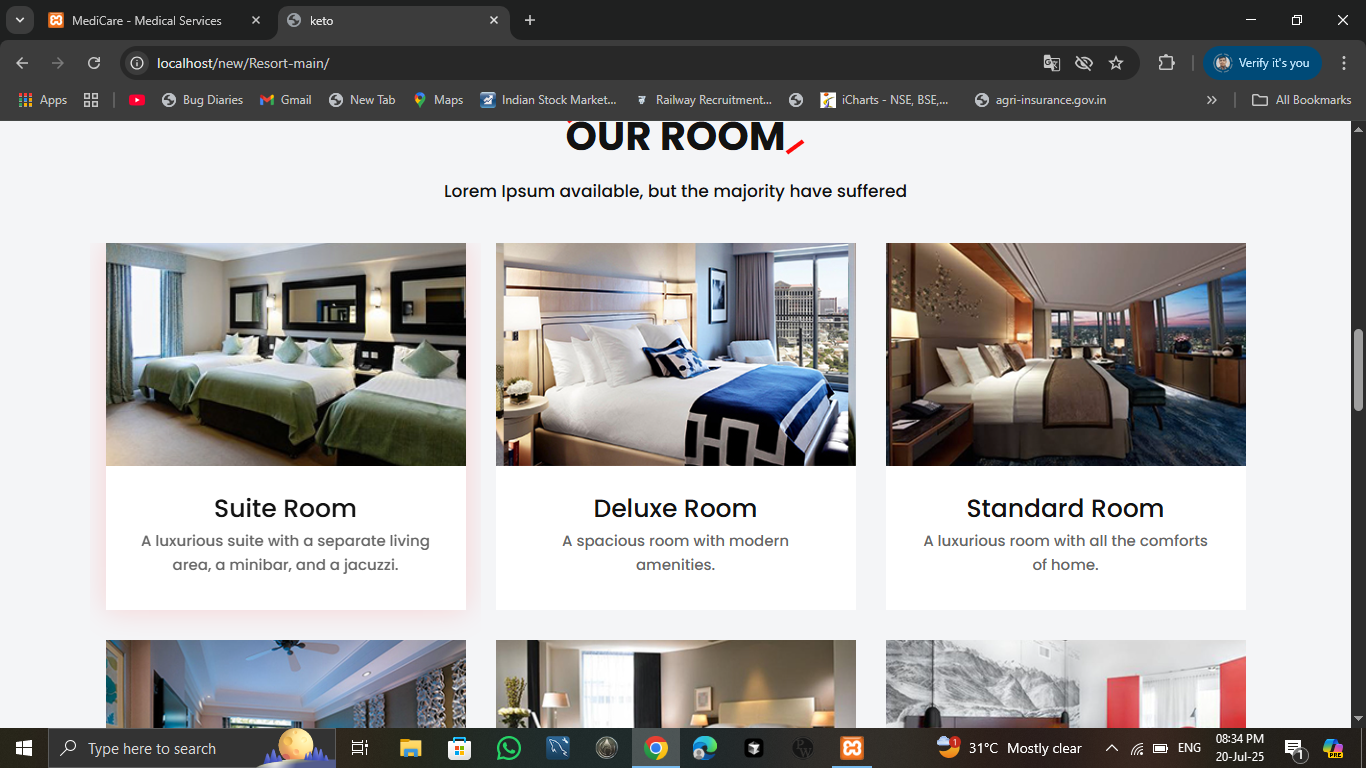 MediCare - Medical Services
keto
localhost/new/Resort-main/
Verify it's you
Apps
Bug Diaries
Gmail
New Tab
Maps
Indian Stock Market...
Railway Recruitment...
iCharts - NSE, BSE,...
agri-insurance.gov.in
All Bookmarks
OUR ROOM
Lorem Ipsum available, but the majority have suffered
Suite Room
A luxurious suite with a separate living
area, a minibar, and a jacuzzi.
Deluxe Room
A spacious room with modern
amenities.
Standard Room
A luxurious room with all the comforts
of home.
Type here to search
1
31°C Mostly clear
ENG
08:34 PM
20-Jul-25
1
PRE